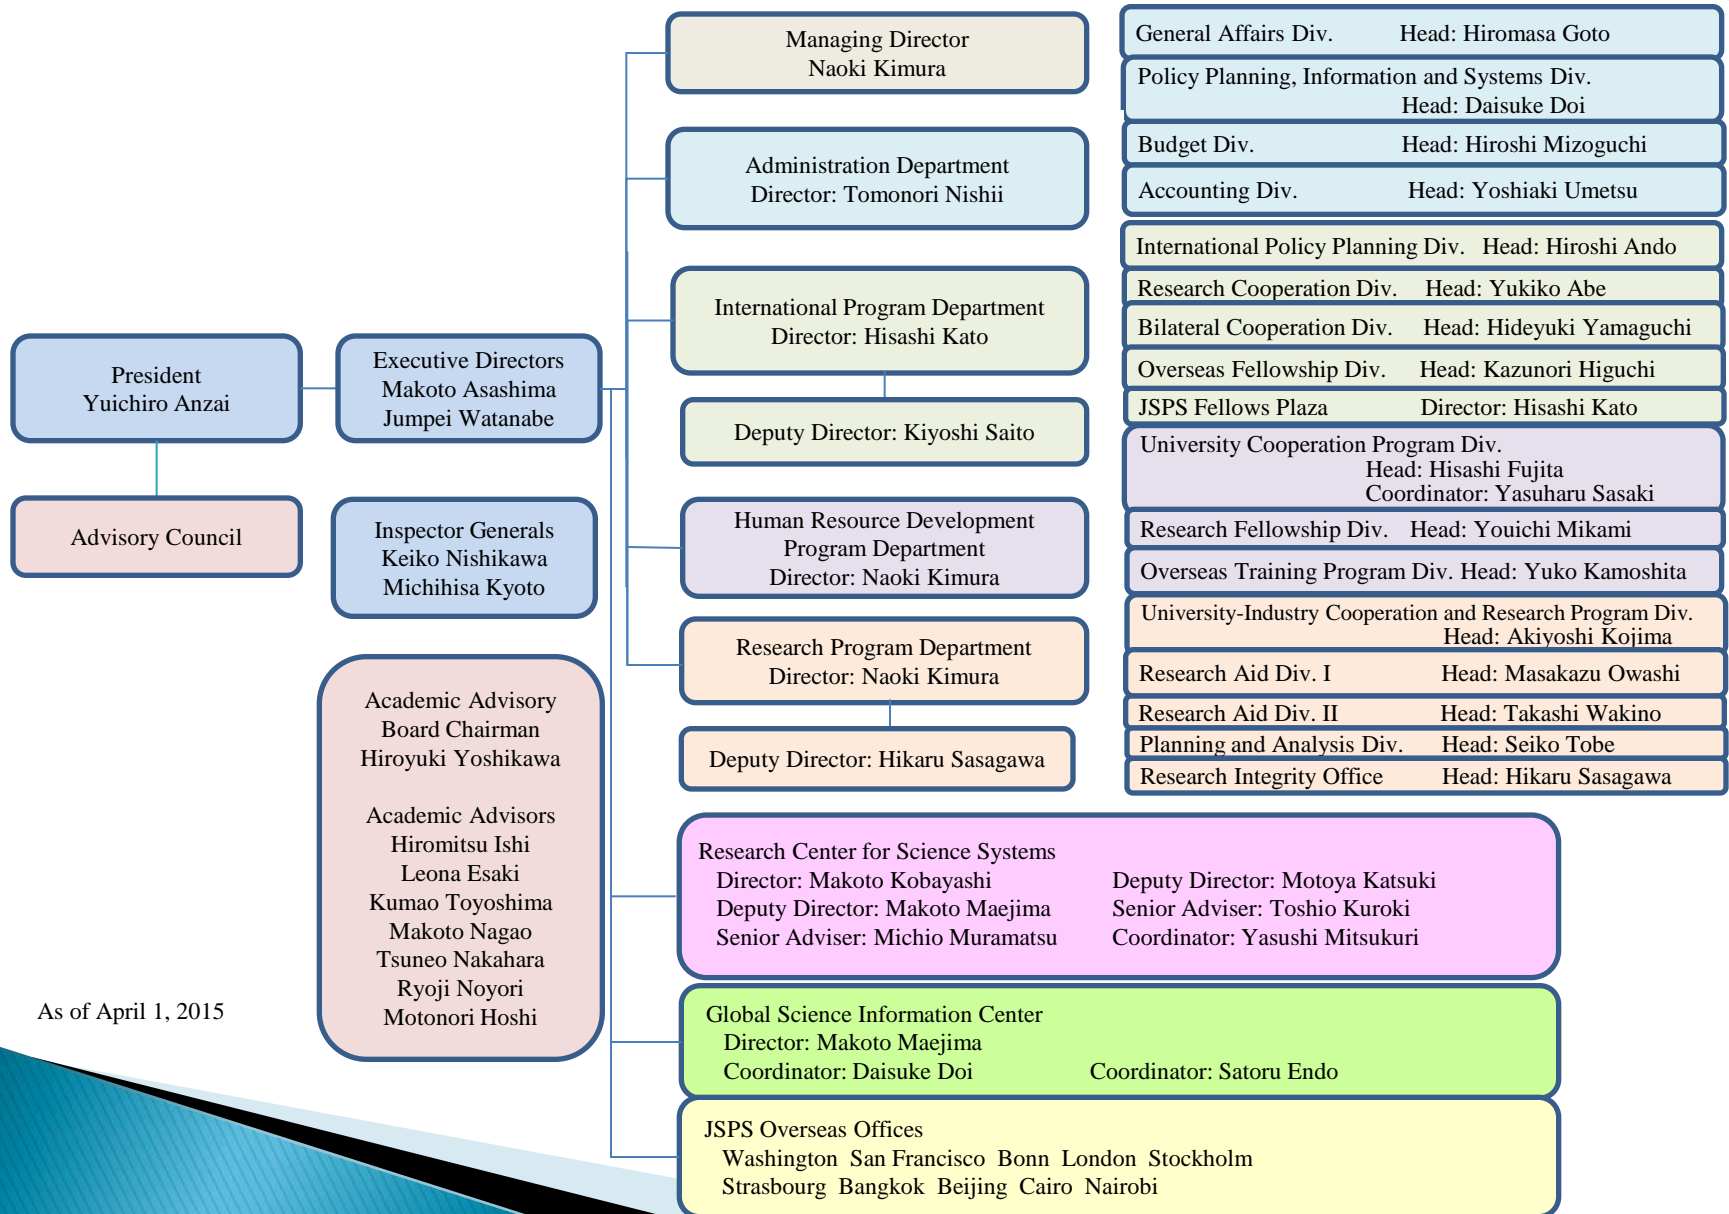 President
Yuichiro Anzai
Advisory Council
Executive Directors
Makoto Asashima
Jumpei Watanabe
Inspector Generals
Keiko Nishikawa
Michihisa Kyoto
Academic Advisory
Board Chairman
Hiroyuki Yoshikawa
Academic Advisors
Hiromitsu Ishi
Leona Esaki
Kumao Toyoshima
Makoto Nagao
Tsuneo Nakahara
Ryoji Noyori
Motonori Hoshi
As of April 1, 2015
Managing Director
Naoki Kimura
Administration Department
Director: Tomonori Nishii
International Program Department
Director: Hisashi Kato
Deputy Director: Kiyoshi Saito
Human Resource Development
Program Department
Director: Naoki Kimura
Research Program Department
Director: Naoki Kimura
Deputy Director: Hikaru Sasagawa
General Affairs Div. Head: Hiromasa Goto
Policy Planning, Information and Systems Div.
Head: Daisuke Doi
Budget Div. Head: Hiroshi Mizoguchi
Accounting Div. Head: Yoshiaki Umetsu
International Policy Planning Div. Head: Hiroshi Ando
Research Cooperation Div. Head: Yukiko Abe
Bilateral Cooperation Div. Head: Hideyuki Yamaguchi
Overseas Fellowship Div. Head: Kazunori Higuchi
JSPS Fellows Plaza Director: Hisashi Kato
University Cooperation Program Div.
Head: Hisashi Fujita
Coordinator: Yasuharu Sasaki
Research Fellowship Div. Head: Youichi Mikami
Overseas Training Program Div. Head: Yuko Kamoshita
University-Industry Cooperation and Research Program Div.
Head: Akiyoshi Kojima
Research Aid Div. I Head: Masakazu Owashi
Research Aid Div. II Head: Takashi Wakino
Planning and Analysis Div. Head: Seiko Tobe
Research Integrity Office Head: Hikaru Sasagawa
Research Center for Science Systems
Director: Makoto Kobayashi Deputy Director: Motoya Katsuki
Deputy Director: Makoto Maejima Senior Adviser: Toshio Kuroki
Senior Adviser: Michio Muramatsu Coordinator: Yasushi Mitsukuri
Global Science Information Center
Director: Makoto Maejima
Coordinator: Daisuke Doi Coordinator: Satoru Endo
JSPS Overseas Offices
Washington San Francisco Bonn London Stockholm
Strasbourg Bangkok Beijing Cairo Nairobi